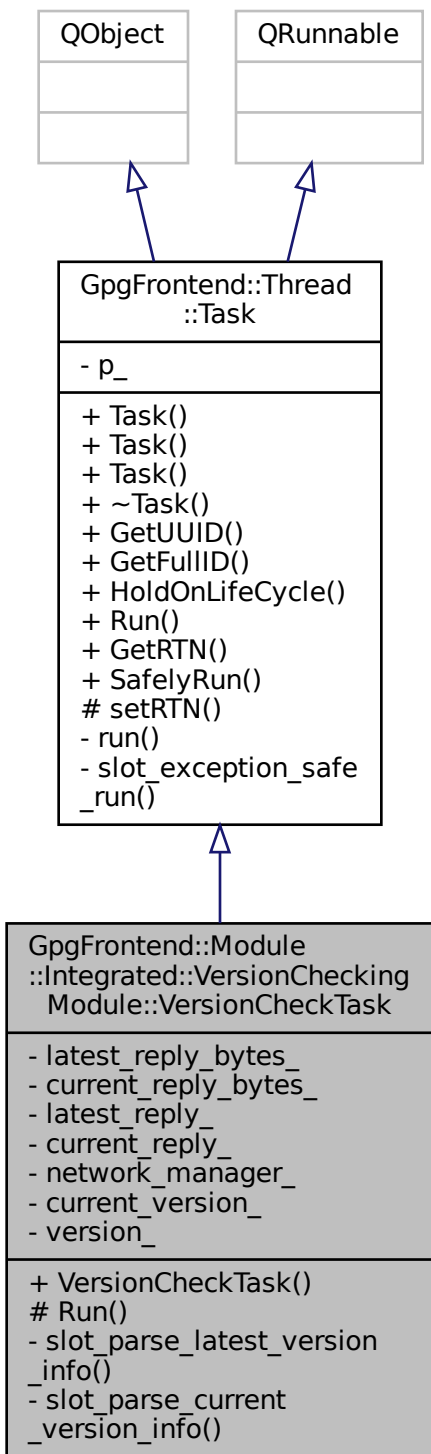 QObject
QRunnable
GpgFrontend::Thread
::Task
- p_
+ Task()
+ Task()
+ Task()
+ ~Task()
+ GetUUID()
+ GetFullID()
+ HoldOnLifeCycle()
+ Run()
+ GetRTN()
+ SafelyRun()
# setRTN()
- run()
- slot_exception_safe
_run()
GpgFrontend::Module
::Integrated::VersionChecking
Module::VersionCheckTask
- latest_reply_bytes_
- current_reply_bytes_
- latest_reply_
- current_reply_
- network_manager_
- current_version_
- version_
+ VersionCheckTask()
# Run()
- slot_parse_latest_version
_info()
- slot_parse_current
_version_info()